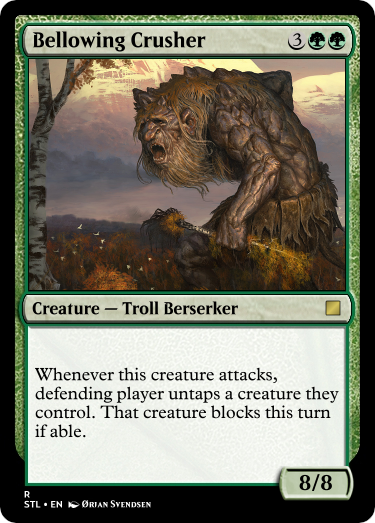 Bellowing Crusher 3
Creature — Troll Berserker
Whenever this creature attacks,
defending player untaps a creature they
control. That creature blocks this turn
if able.
8/8
R
STL • EN Ørjan Svendsen